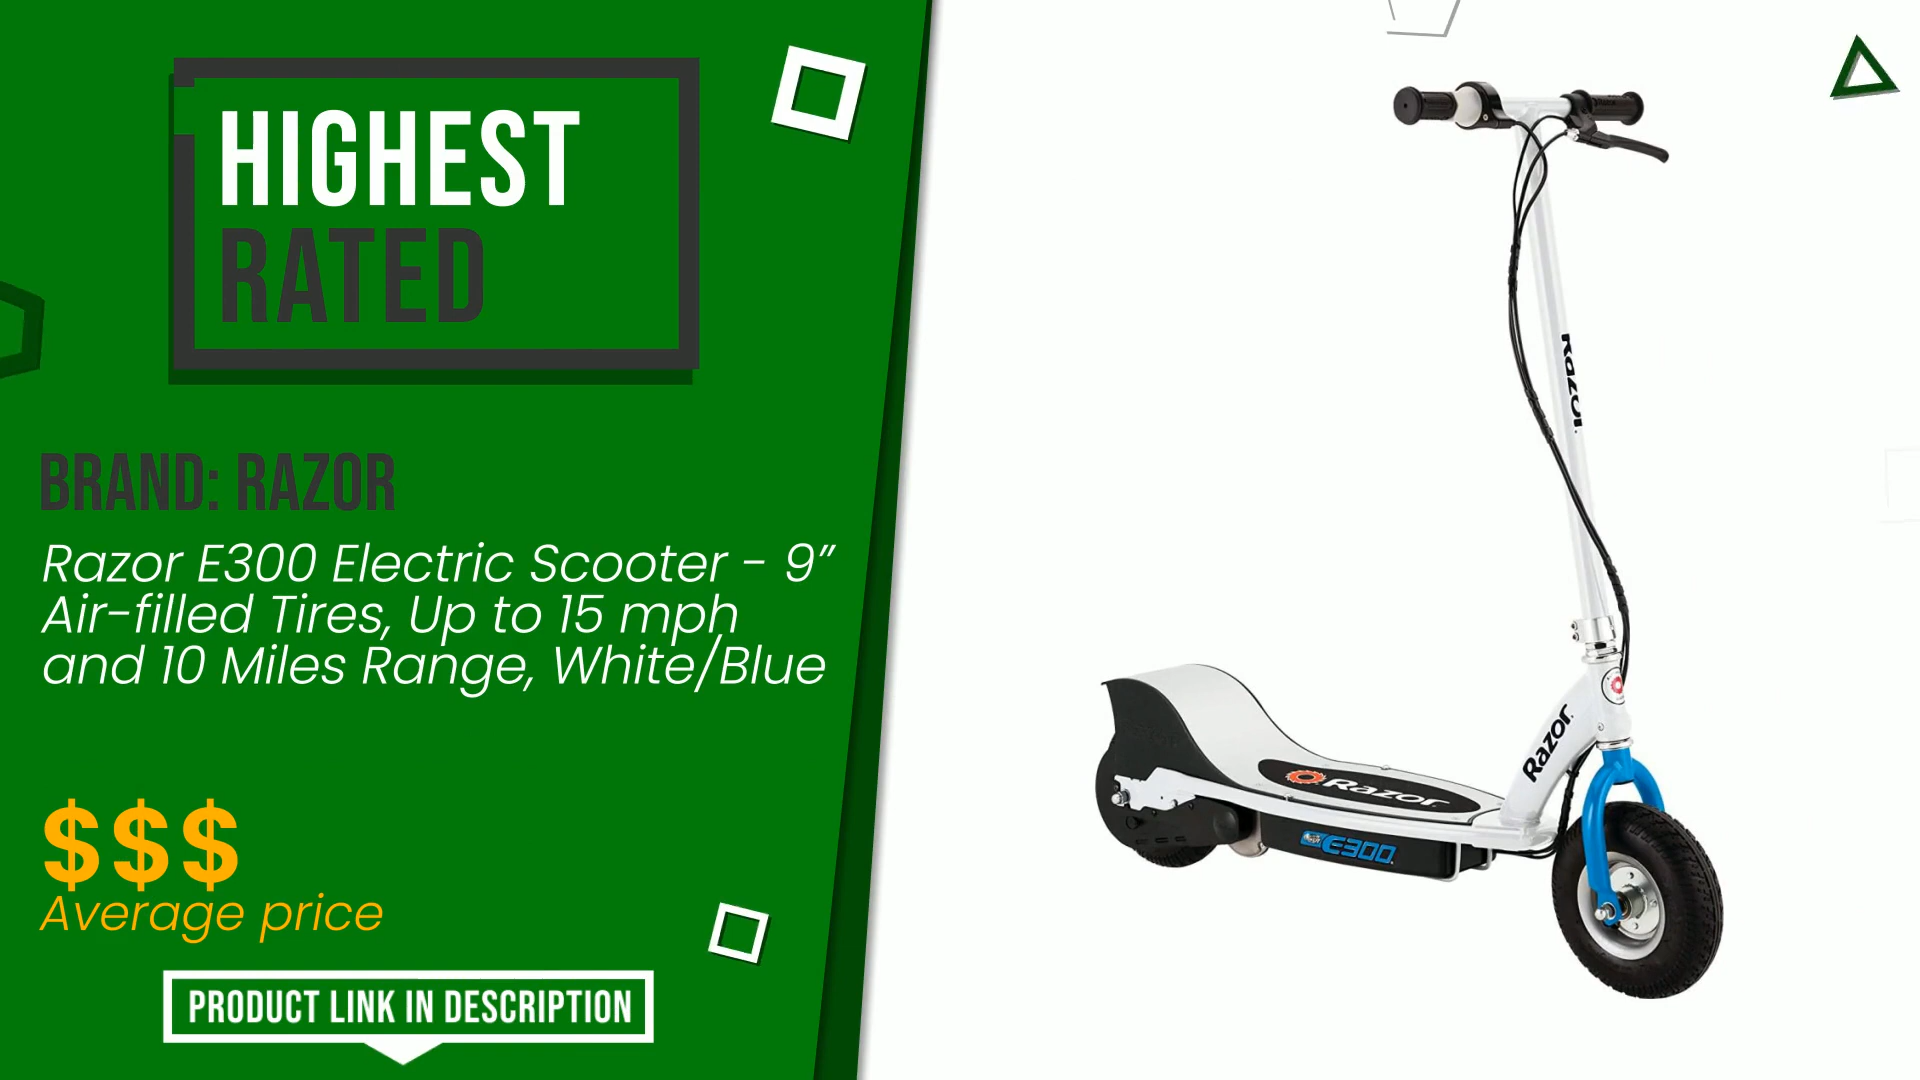 HIGHEST
RATED
BRAND: RAZOR
Razor E300 Electric Scooter - 9”
Air-filled Tires, Up to 15 mph
and 10 Miles Range, White/Blue
$$$
Average price
PRODUCT LINK IN DESCRIPTION
Razor
Razor
Razor
E300